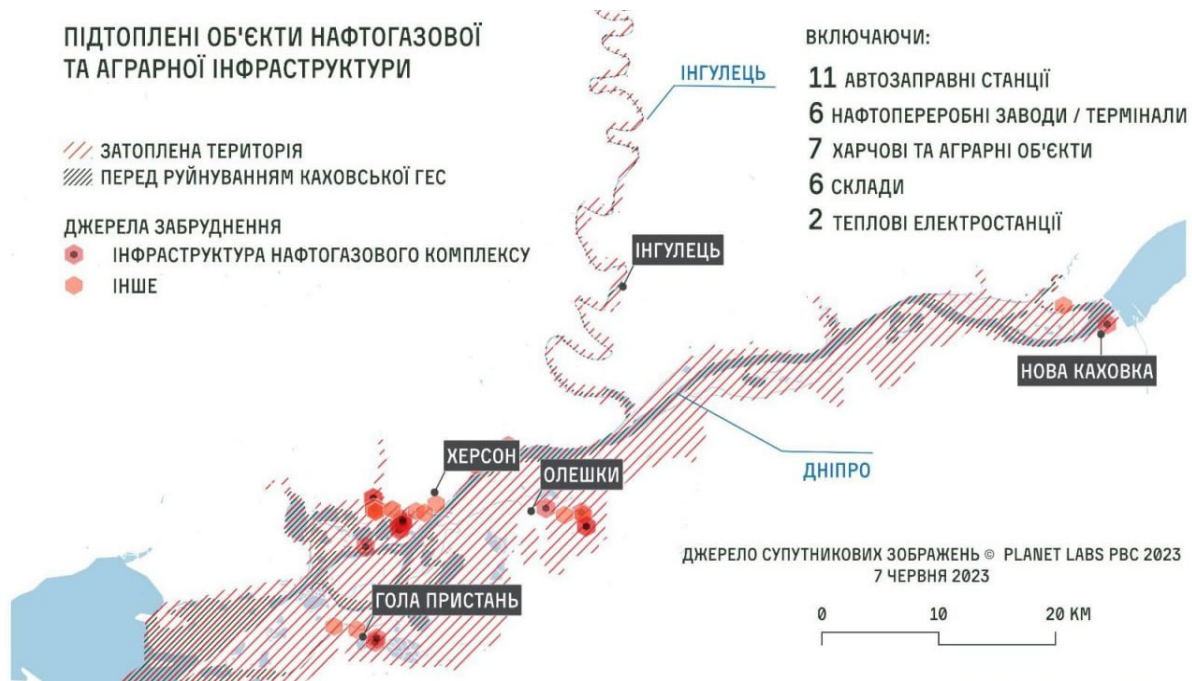 ПІДТОПЛЕНІ ОБ'ЄКТИ НАФТОГАЗОВОЇ
ТА АГРАРНОЇ ІНФРАСТРУКТУРИ
ЗАТОПЛЕНА ТЕРИТОРІЯ
ПЕРЕД РУЙНУВАННЯМ КАХОВСЬКОЇ ГЕС
ДЖЕРЕЛА ЗАБРУДНЕННЯ
ІНФРАСТРУКТУРА НАФТОГАЗОВОГО КОМПЛЕКСУ
ІНШЕ
ІНГУЛЕЦЬ
ВКЛЮЧАЮЧИ:
11 АВТОЗАПРАВНІ СТАНЦІЇ
6 НАФТОПЕРЕРОБНІ ЗАВОДИ / ТЕРМІНАЛИ
7 ХАРЧОВІ ТА АГРАРНІ ОБ'ЄКТИ
6 СКЛАДИ
2 ТЕПЛОВІ ЕЛЕКТРОСТАНЦІЇ
ІНГУЛЕЦЬ
НОВА КАХОВКА
ХЕРСОН
ОЛЕШКИ
ДНІПРО
ГОЛА ПРИСТАНЬ
ДЖЕРЕЛО СУПУТНИКОВИХ ЗОБРАЖЕНЬ © PLANET LABS PBC 2023
7 ЧЕРВНЯ 2023
0 10 20 КМ